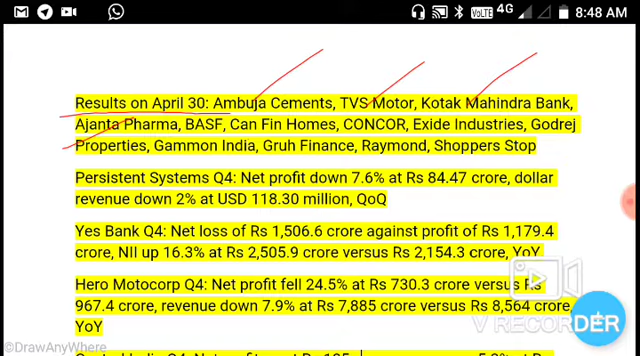 VOLTE 4G 8:48 AM
Results on April 30: Ambuja Cements, TVS Motor, Kotak Mahindra Bank,
Ajanta Pharma, BASF, Can Fin Homes, CONCOR, Exide Industries, Godrej
Properties, Gammon India, Gruh Finance, Raymond, Shoppers Stop
Persistent Systems Q4: Net profit down 7.6% at Rs 84.47 crore, dollar
revenue down 2% at USD 118.30 million, QoQ
Yes Bank Q4: Net loss of Rs 1,506.6 crore against profit of Rs 1,179.4
crore, NII up 16.3% at Rs 2,505.9 crore versus Rs 2,154.3 crore, YoY
Hero Motocorp Q4: Net profit fell 24.5% at Rs 730.3 crore versus Rs
967.4 crore, revenue down 7.9% at Rs 7,885 crore versus Rs 8,564 crore,
YoY
V RECORDER
©DrawAnyWhere